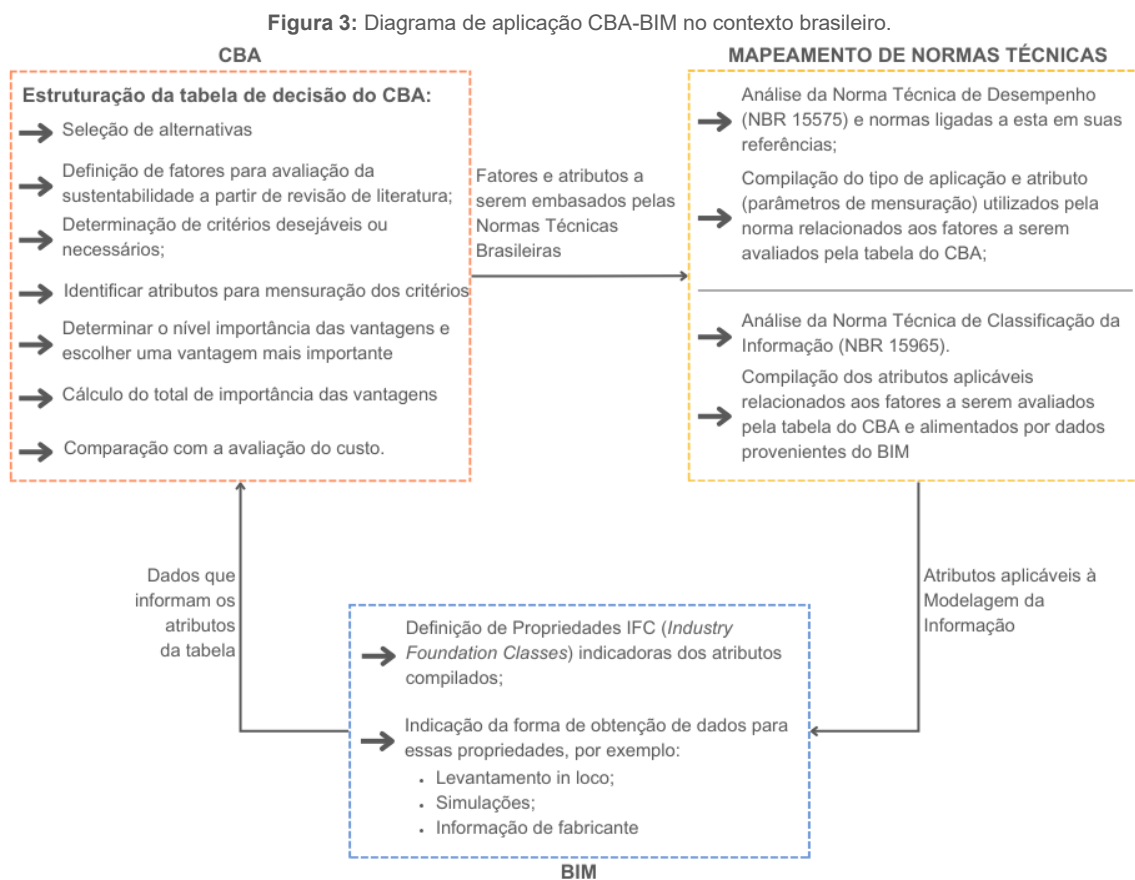 Figura 3: Diagrama de aplicação CBA-BIM no contexto brasileiro.
CBA
Estruturação da tabela de decisão do CBA:
Seleção de alternativas
Definição de fatores para avaliação da
sustentabilidade a partir de revisão de literatura;
Determinação de critérios desejáveis ou
necessários;
Identificar atributos para mensuração dos critérios
Determinar o nível importância das vantagens e
escolher uma vantagem mais importante
Cálculo do total de importância das vantagens
Comparação com a avaliação do custo.
Fatores e atributos a
serem embasados pelas
Normas Técnicas
Brasileiras
MAPEAMENTO DE NORMAS TÉCNICAS
Análise da Norma Técnica de Desempenho
(NBR 15575) e normas ligadas a esta em suas
referências;
Compilação do tipo de aplicação e atributo
(parâmetros de mensuração) utilizados pela
norma relacionados aos fatores a serem
avaliados pela tabela do CBA;
Análise da Norma Técnica de Classificação da
Informação (NBR 15965).
Compilação dos atributos aplicáveis
relacionados aos fatores a serem avaliados
pela tabela do CBA e alimentados por dados
provenientes do BIM
Atributos aplicáveis à
Modelagem da
Informação
Definição de Propriedades IFC (Industry
Foundation Classes) indicadoras dos atributos
compilados;
Indicação da forma de obtenção de dados para
essas propriedades, por exemplo:
• Levantamento in loco;
• Simulações;
• Informação de fabricante
BIM
Dados que
informam os
atributos
da tabela